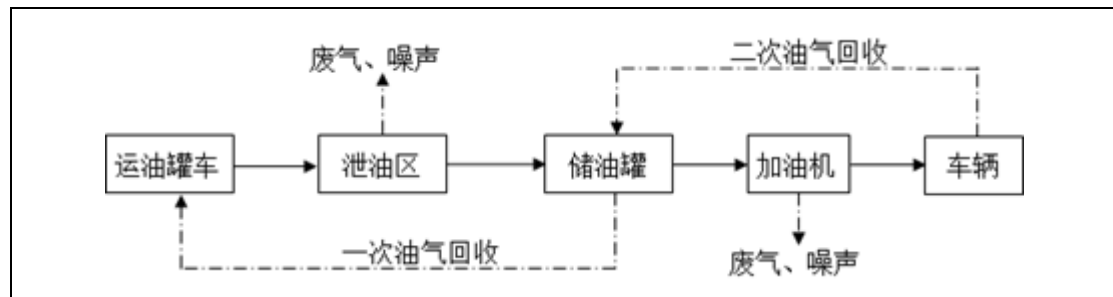 废气、噪声
二次油气回收
运油罐车
泄油区
储油罐
加油机
车辆
一次油气回收
废气、噪声